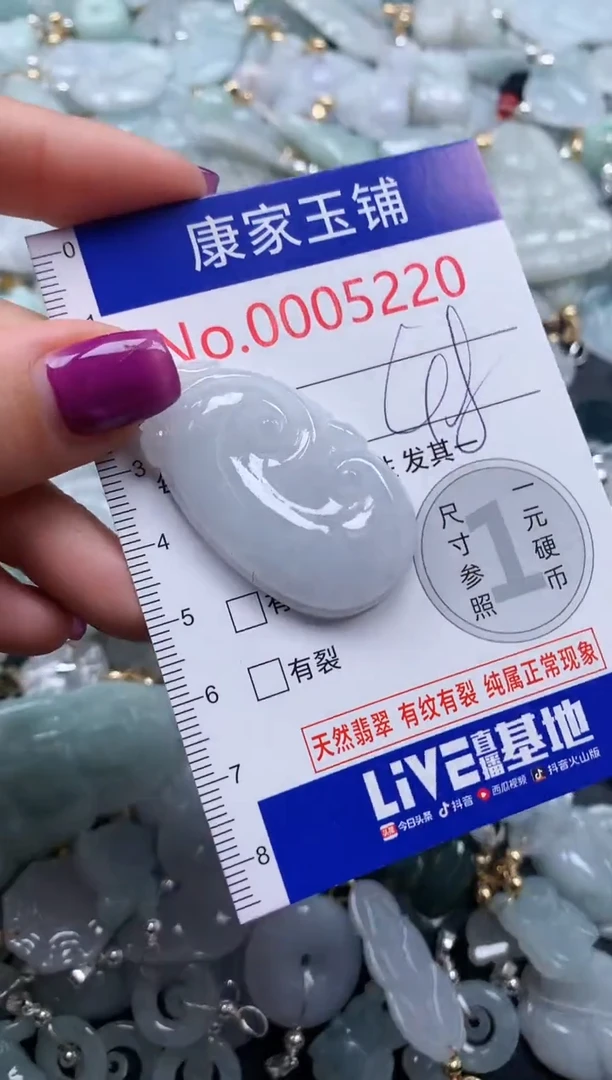 康家玉铺
No.0005220
发其一
一元硬币
尺寸参照
1
有
有裂
天然翡翠 有纹有裂 纯属正常现象
LiVE直播基地
头条 今日头条 抖音 西瓜视频 抖音火山版
0
3
4
5
6
7
8